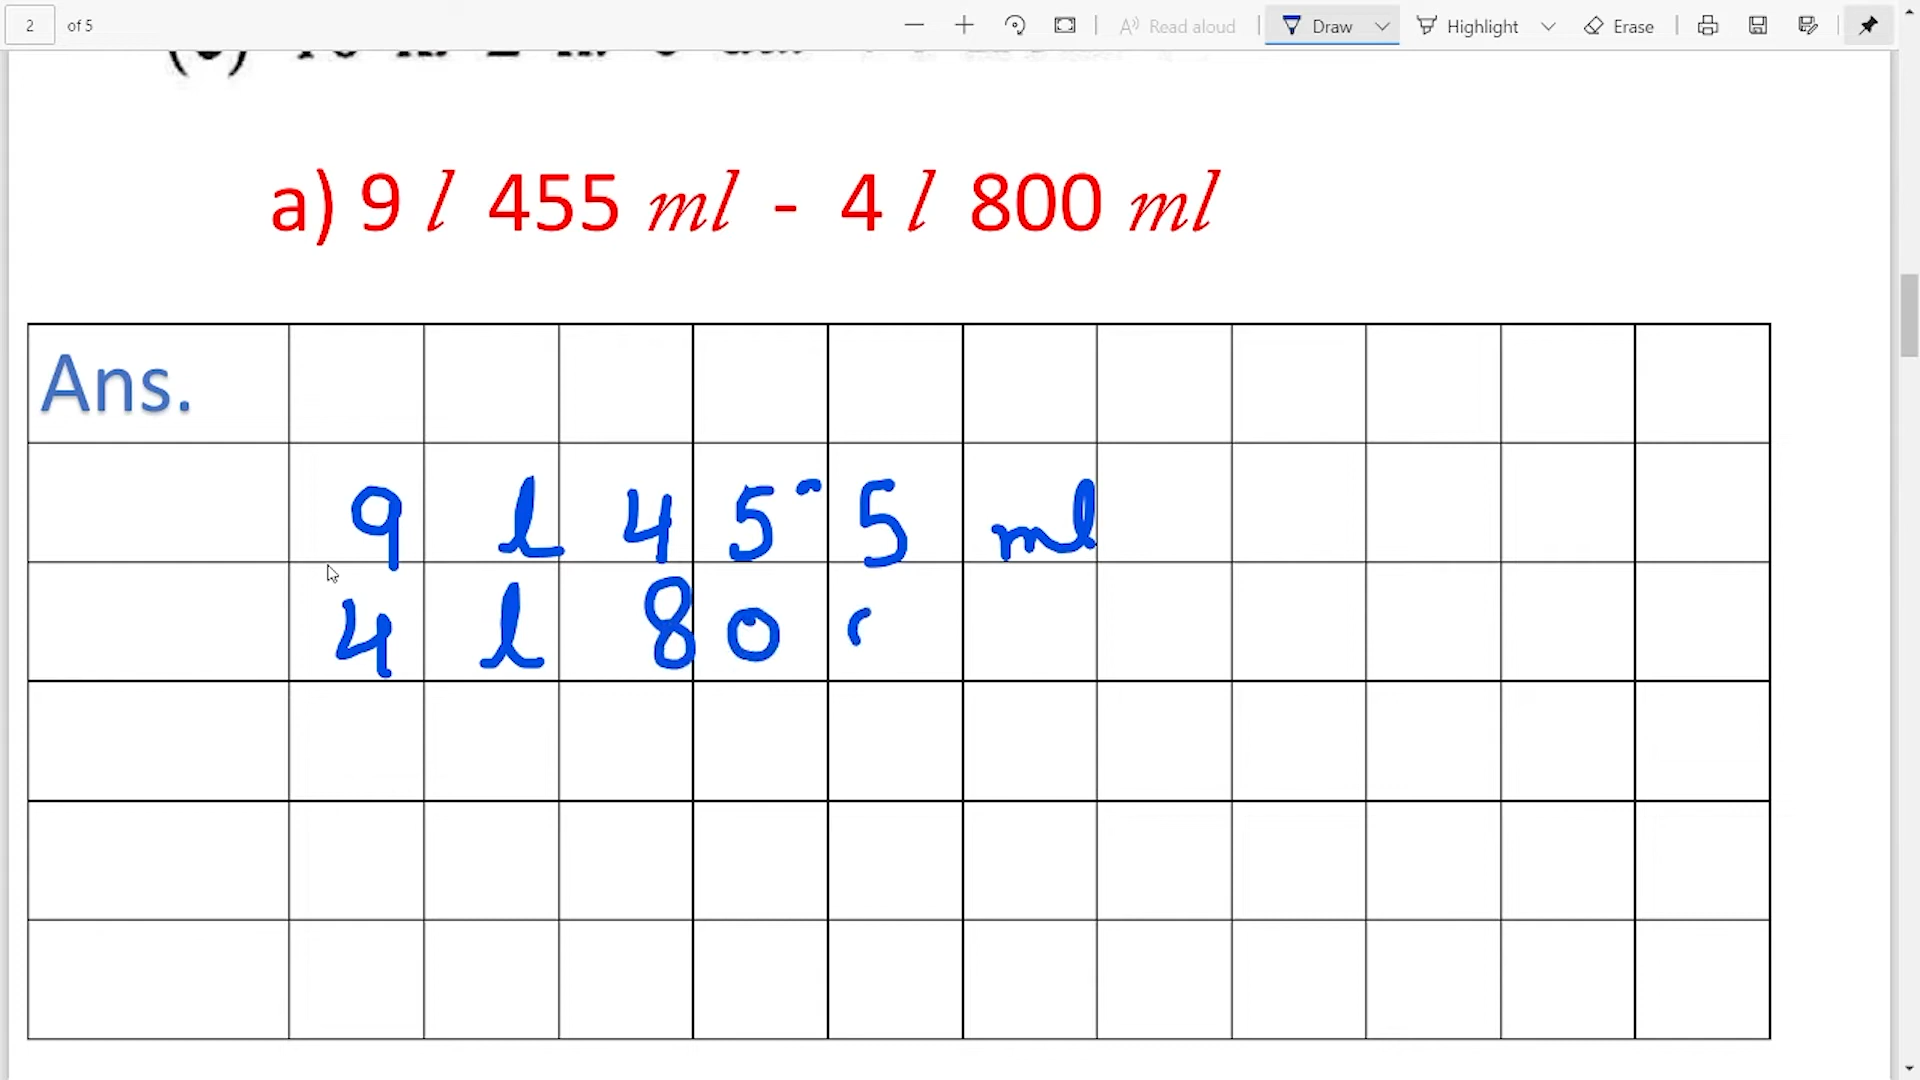 2 of 5 Read aloud Draw Highlight Erase
a) 9 l 455 ml - 4 l 800 ml
Ans.
9 l 4 5 5 ml
4 l 8 0